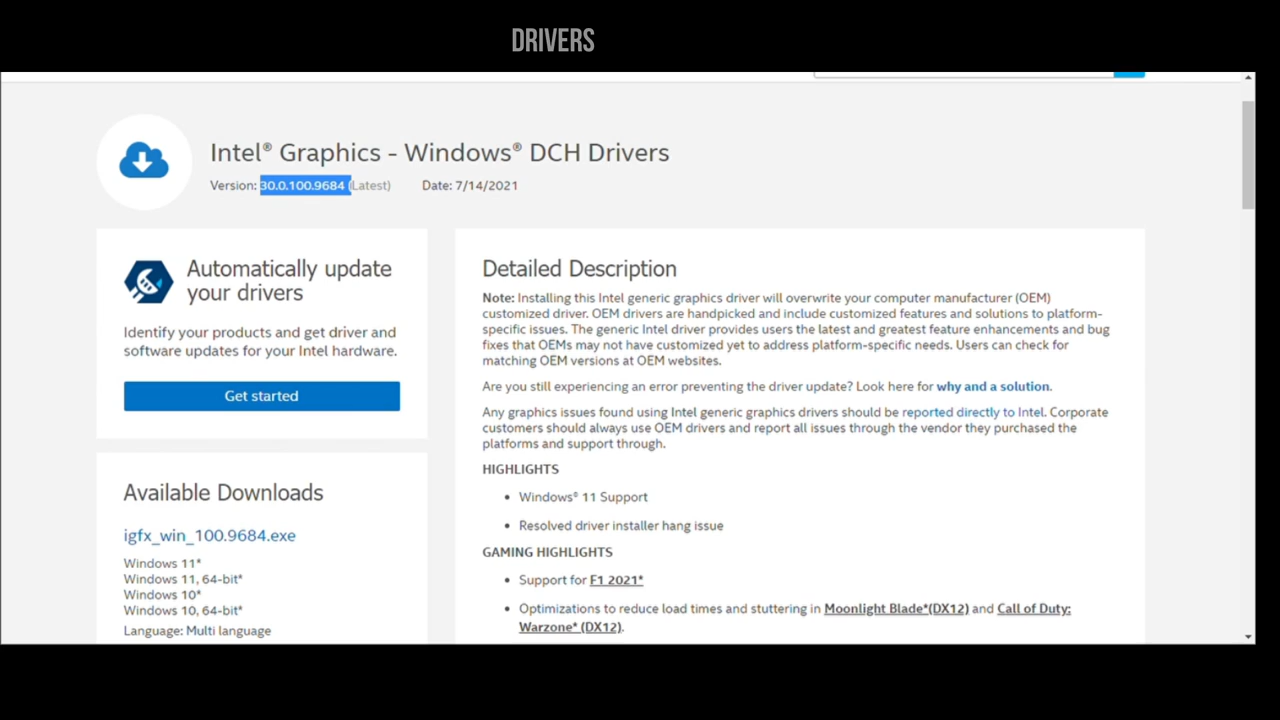 DRIVERS
Intel® Graphics - Windows® DCH Drivers
Version: 30.0.100.9684 (Latest) Date: 7/14/2021
Automatically update
your drivers
Identify your products and get driver and
software updates for your Intel hardware.
Get started
Available Downloads
igfx_win_100.9684.exe
Windows 11*
Windows 11, 64-bit*
Windows 10*
Windows 10, 64-bit*
Language: Multi language
Detailed Description
Note: Installing this Intel generic graphics driver will overwrite your computer manufacturer (OEM)
customized driver. OEM drivers are handpicked and include customized features and solutions to platform-
specific issues. The generic Intel driver provides users the latest and greatest feature enhancements and bug
fixes that OEMs may not have customized yet to address platform-specific needs. Users can check for
matching OEM versions at OEM websites.
Are you still experiencing an error preventing the driver update? Look here for why and a solution.
Any graphics issues found using Intel generic graphics drivers should be reported directly to Intel. Corporate
customers should always use OEM drivers and report all issues through the vendor they purchased the
platforms and support through.
HIGHLIGHTS
• Windows® 11 Support
• Resolved driver installer hang issue
GAMING HIGHLIGHTS
• Support for F1 2021*
• Optimizations to reduce load times and stuttering in Moonlight Blade*(DX12) and Call of Duty:
Warzone* (DX12).